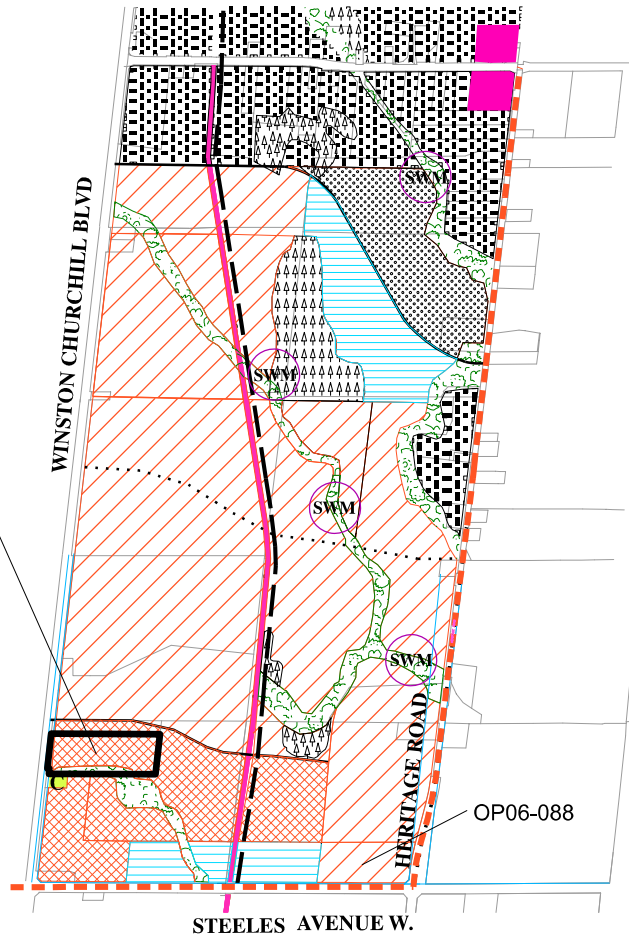 SWM
WINSTON CHURCHILL BLVD
SWM
SWM
SWM
HERITAGE ROAD
C
OP06-088
STEELES AVENUE W.